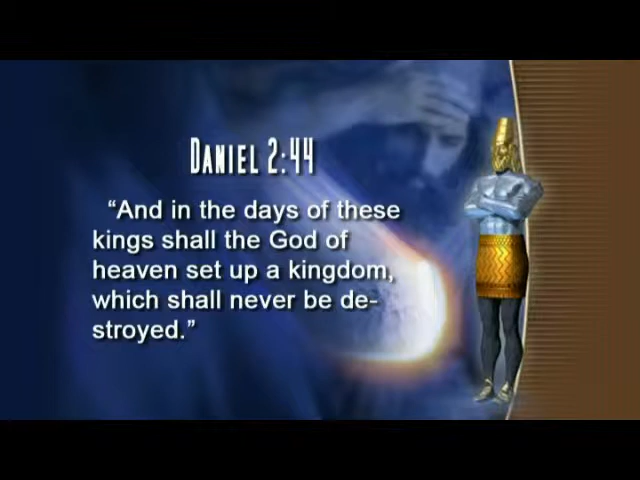 DANIEL 2:44
“And in the days of these
kings shall the God of
heaven set up a kingdom,
which shall never be de-
stroyed.”